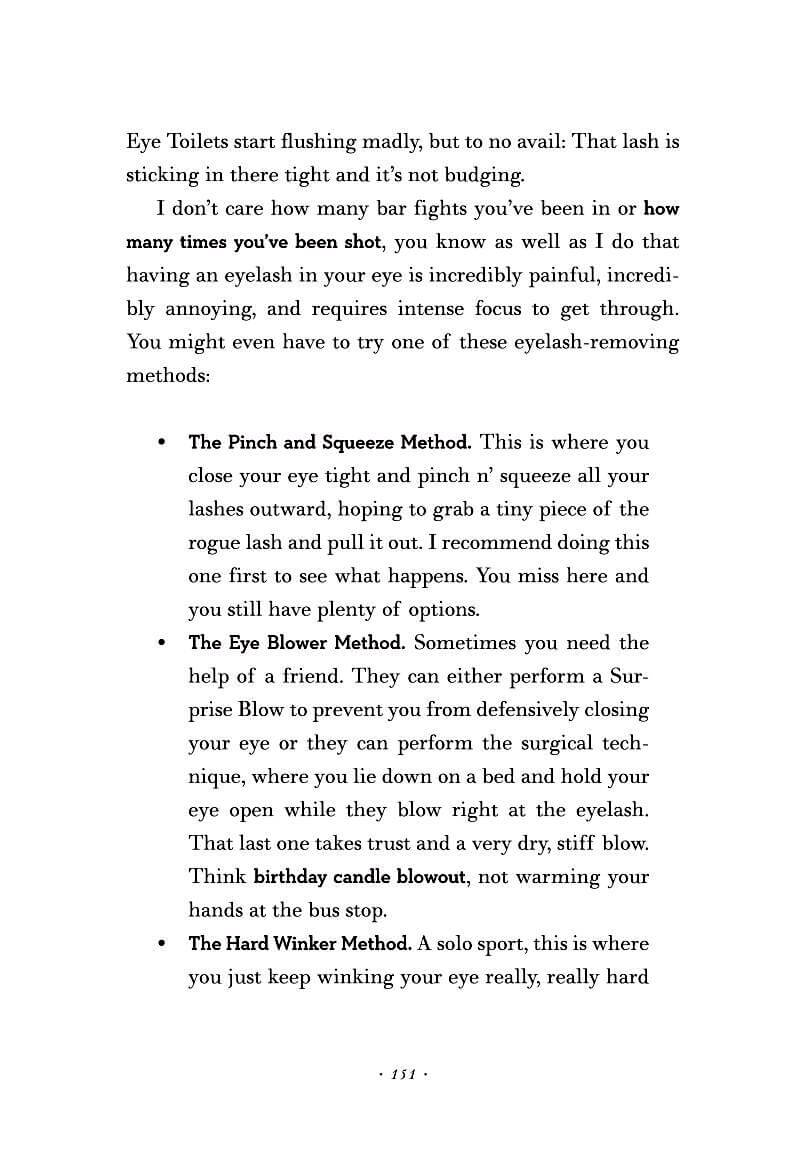 Eye Toilets start flushing madly, but to no avail: That lash is
sticking in there tight and it’s not budging.
I don’t care how many bar fights you’ve been in or how
many times you’ve been shot, you know as well as I do that
having an eyelash in your eye is incredibly painful, incredi-
bly annoying, and requires intense focus to get through.
You might even have to try one of these eyelash-removing
methods:
• The Pinch and Squeeze Method. This is where you
close your eye tight and pinch n’ squeeze all your
lashes outward, hoping to grab a tiny piece of the
rogue lash and pull it out. I recommend doing this
one first to see what happens. You miss here and
you still have plenty of options.
• The Eye Blower Method. Sometimes you need the
help of a friend. They can either perform a Sur-
prise Blow to prevent you from defensively closing
your eye or they can perform the surgical tech-
nique, where you lie down on a bed and hold your
eye open while they blow right at the eyelash.
That last one takes trust and a very dry, stiff blow.
Think birthday candle blowout, not warming your
hands at the bus stop.
• The Hard Winker Method. A solo sport, this is where
you just keep winking your eye really, really hard
· 151 ·